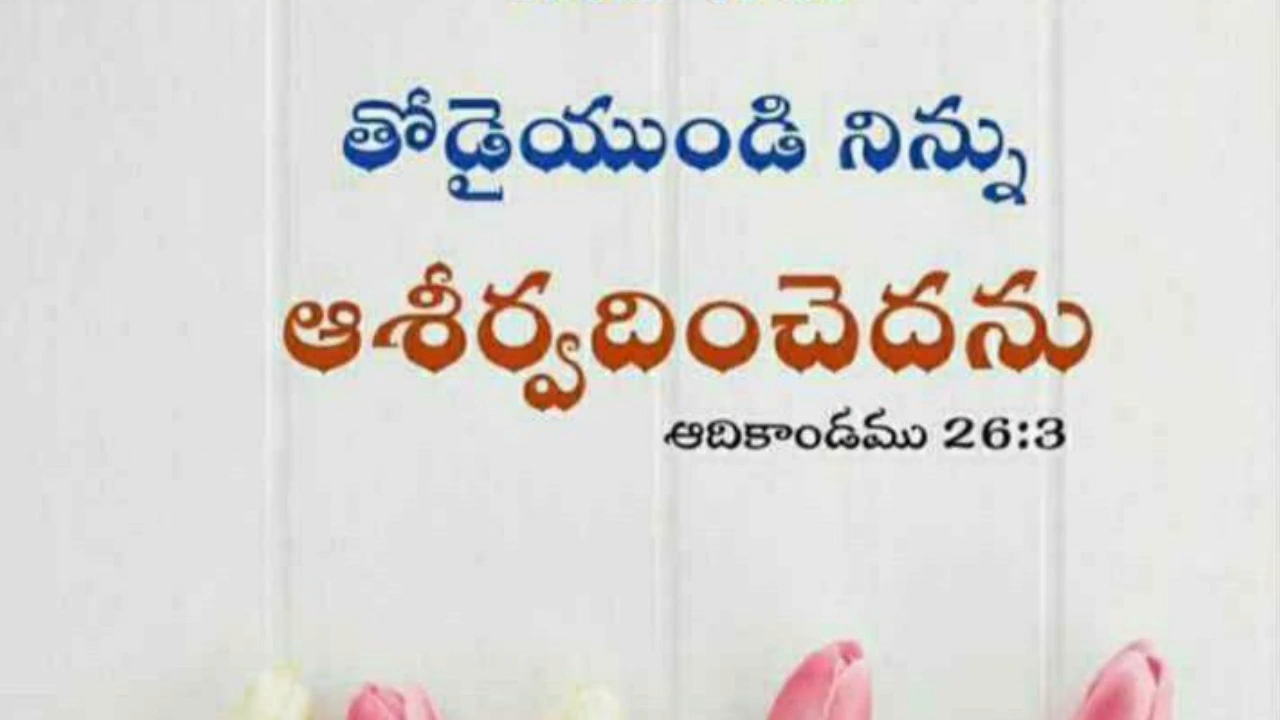 తోడైయుండి నిన్ను
ఆశీర్వదించెదను
ఆదికాండము 26:3